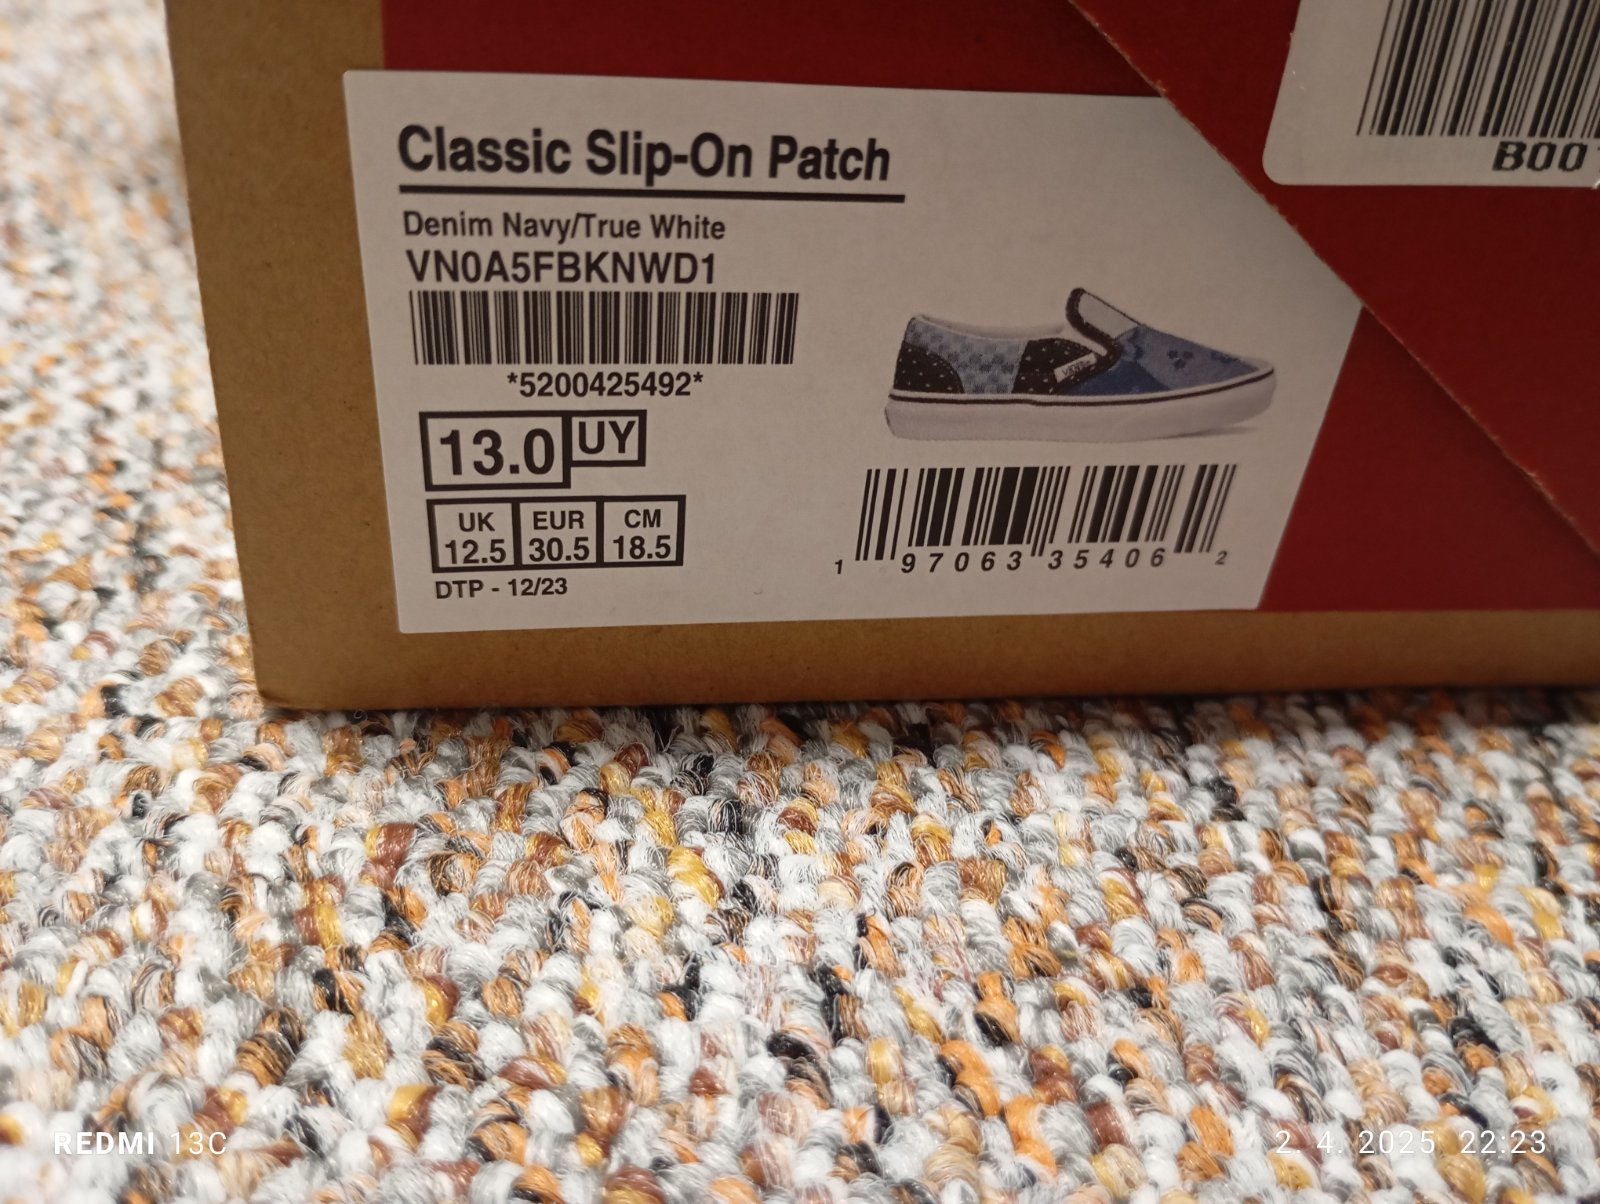 Classic Slip-On Patch
Denim Navy/True White
VN0A5FBKNWD1
*5200425492*
13.0 UY
UK EUR CM
12.5 30.5 18.5
DTP - 12/23
VANS
1 97063 35406 2
B00
REDMI 13C
2. 4. 2025 22:23